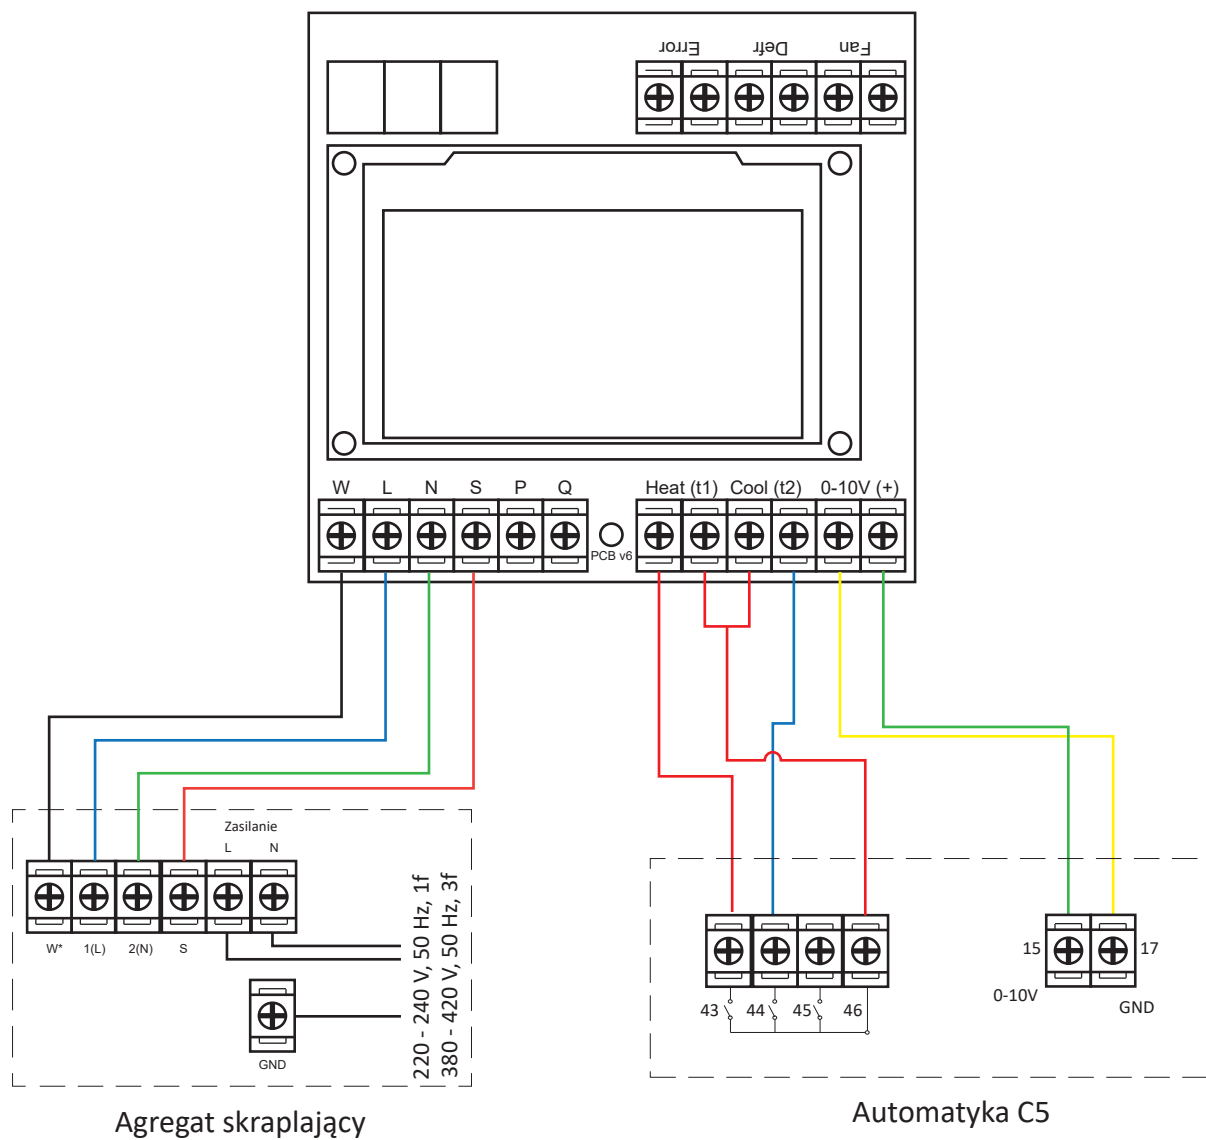 Error Defr Fan
W L N S P Q Heat (t1) Cool (t2) 0-10V (+)
PCB v6
Zasilanie
L N
W* 1(L) 2(N) S
GND
220 - 240 V, 50 Hz, 1f
380 - 420 V, 50 Hz, 3f
Agregat skraplający
15 17
0-10V GND
43 44 45 46
Automatyka C5